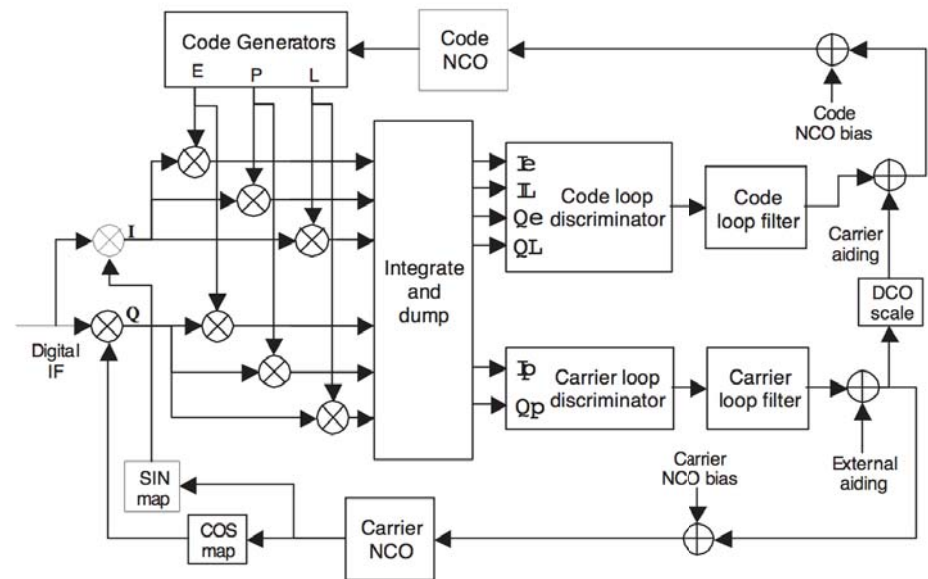 Code Generators
E P L
Code
NCO
Code
NCO bias
Ie
IL
Qe
QL
Code loop
discriminator
Code
loop filter
Carrier
aiding
DCO
scale
I
Q
Digital
IF
Integrate
and
dump
Ip
Qp
Carrier loop
discriminator
Carrier
loop filter
External
aiding
Carrier
NCO bias
SIN
map
COS
map
Carrier
NCO